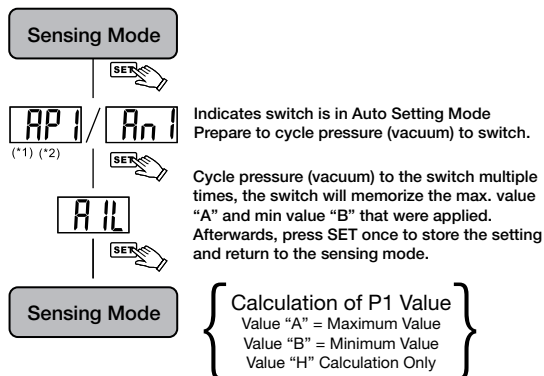 Sensing Mode
SET
AP1 / An1
(*1) (*2)
Indicates switch is in Auto Setting Mode
Prepare to cycle pressure (vacuum) to switch.
SET
Cycle pressure (vacuum) to the switch multiple
times, the switch will memorize the max. value
“A” and min value “B” that were applied.
Afterwards, press SET once to store the setting
and return to the sensing mode.
A1L
SET
Sensing Mode
Calculation of P1 Value
Value “A” = Maximum Value
Value “B” = Minimum Value
Value “H” Calculation Only